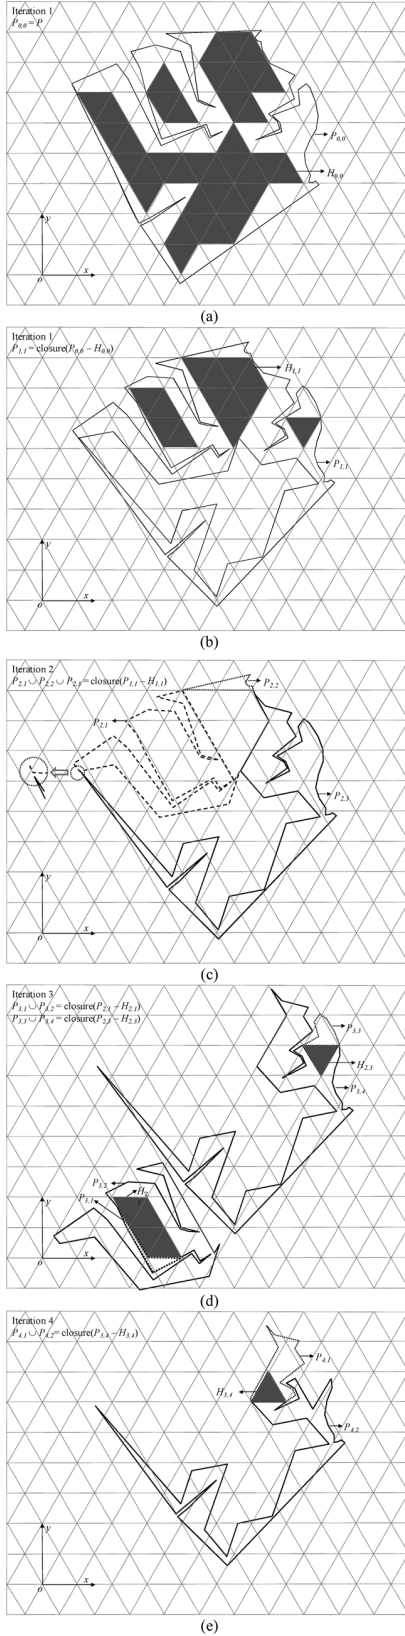 Iteration 1
P0,0 = P
P0,0
H0,0
y
o
x
(a)
Iteration 1
P1,1 = closure(P0,0 − H0,0)
H1,1
P1,1
y
o
x
(b)
Iteration 2
P2,1 ∪ P2,2 ∪ P2,3 = closure(P1,1 − H1,1)
P2,2
P2,1
P2,3
y
o
x
(c)
Iteration 3
P3,1 ∪ P3,2 = closure(P2,1 − H2,1)
P3,3 ∪ P3,4 = closure(P2,3 − H2,3)
P3,3
H2,3
P3,4
P3,2
P3,1
y
o
x
(d)
Iteration 4
P4,1 ∪ P4,2 = closure(P3,4 − H3,4)
P4,1
H3,4
P4,2
y
o
x
(e)